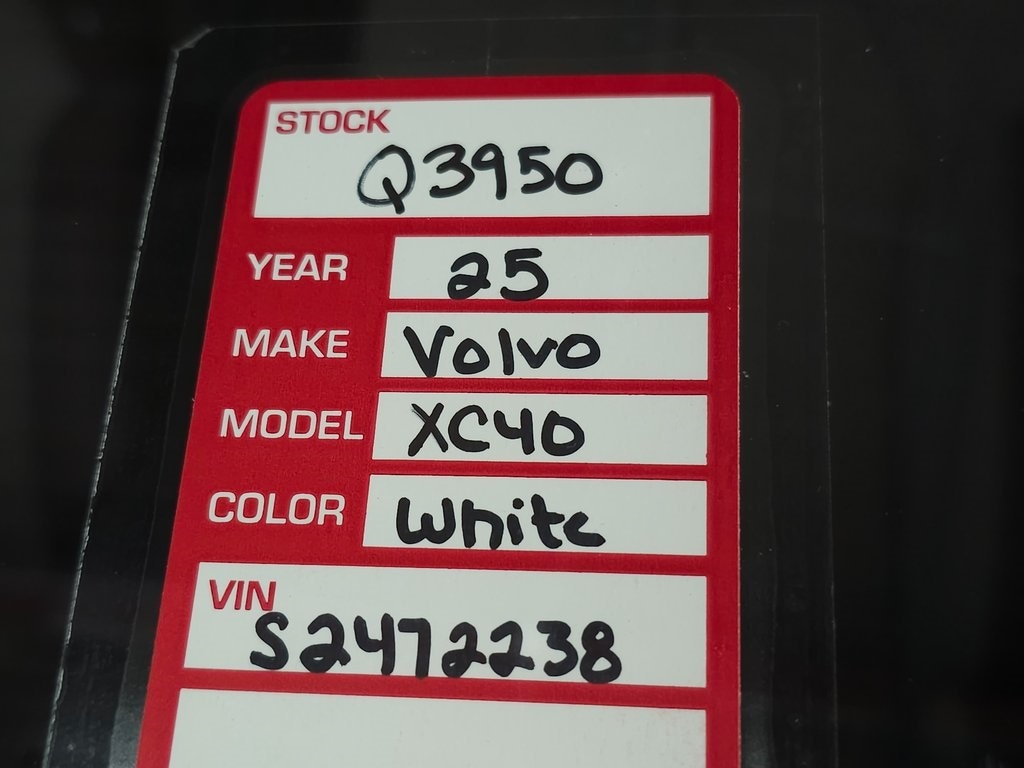 STOCK
Q3950
YEAR 25
MAKE Volvo
MODEL XC40
COLOR White
VIN
S2472238